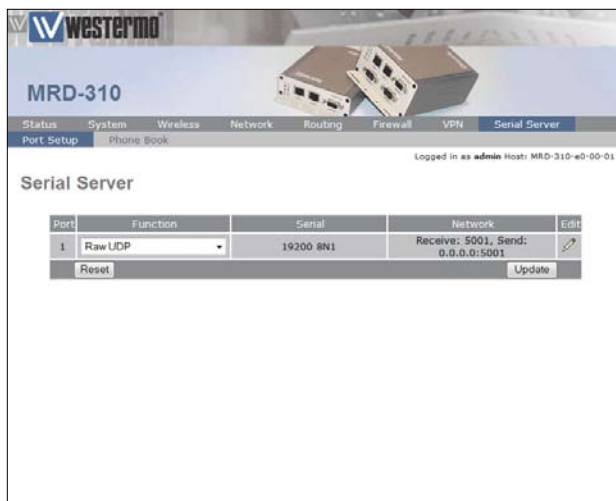 westermo
MRD-310
Status System Wireless Network Routing Firewall VPN Serial Server
Port Setup Phone Book
Logged in as admin Host: MRD-310-e0-00-01
Serial Server
Port Function Serial Network Edit
1 Raw UDP 19200 8N1 Receive: 5001, Send:
0.0.0.0:5001
Reset Update